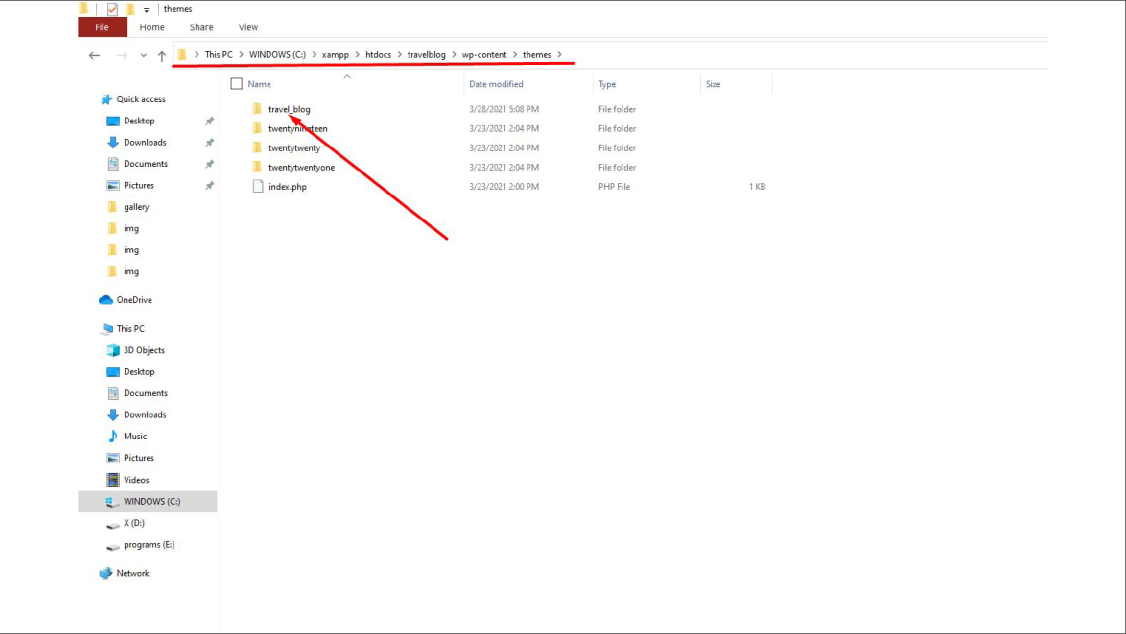 themes
File Home Share View
This PC > WINDOWS (C:) > xampp > htdocs > travelblog > wp-content > themes >
Name Date modified Type Size
Quick access
Desktop
Downloads
Documents
Pictures
gallery
img
img
img
OneDrive
This PC
3D Objects
Desktop
Documents
Downloads
Music
Pictures
Videos
WINDOWS (C:)
X (D:)
programs (E:)
Network
travel_blog 3/28/2021 5:08 PM File folder
twentynineteen 3/23/2021 2:04 PM File folder
twentytwenty 3/23/2021 2:04 PM File folder
twentytwentyone 3/23/2021 2:04 PM File folder
index.php 3/23/2021 2:00 PM PHP File 1 KB